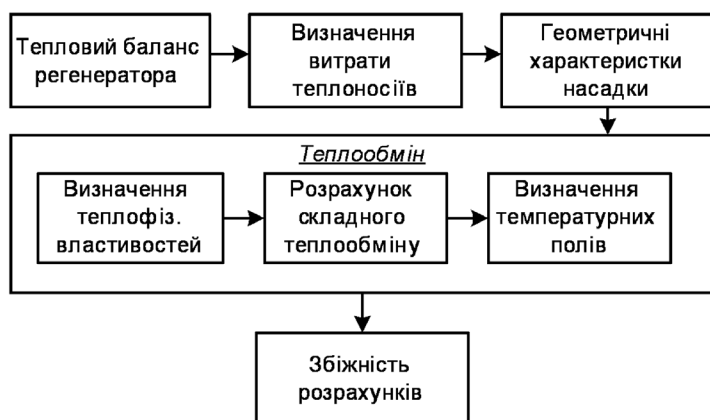 Тепловий баланс
регенератора
Визначення
витрати
теплоносіїв
Геометричні
характеристки
насадки
Теплообмін
Визначення
теплофіз.
властивостей
Розрахунок
складного
теплообміну
Визначення
температурних
полів
Збіжність
розрахунків